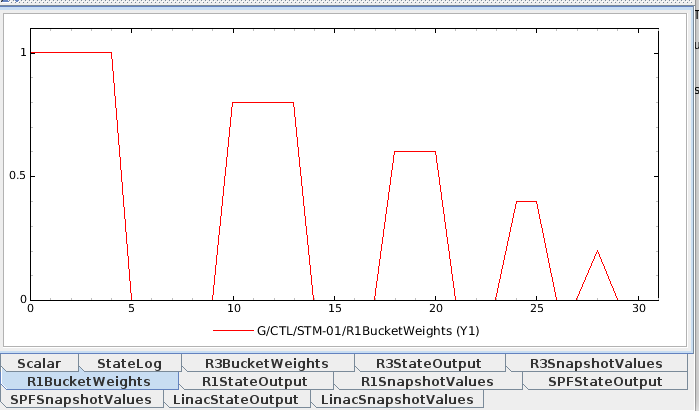 1
0.5
0
0 5 10 15 20 25 30
G/CTL/STM-01/R1BucketWeights (Y1)
Scalar StateLog R3BucketWeights R3StateOutput R3SnapshotValues
R1BucketWeights R1StateOutput R1SnapshotValues SPFStateOutput
SPFSnapshotValues LinacStateOutput LinacSnapshotValues